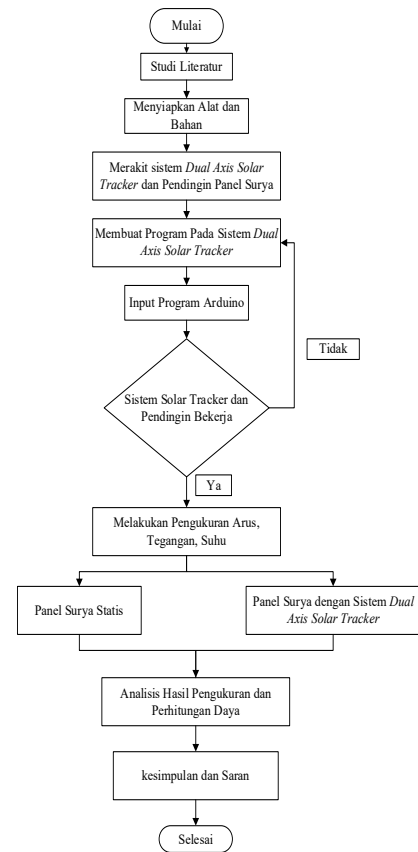 Mulai
Studi Literatur
Menyiapkan Alat dan
Bahan
Merakit sistem Dual Axis Solar
Tracker dan Pendingin Panel Surya
Membuat Program Pada Sistem Dual
Axis Solar Tracker
Input Program Arduino
Tidak
Sistem Solar Tracker dan
Pendingin Bekerja
Ya
Melakukan Pengukuran Arus,
Tegangan, Suhu
Panel Surya Statis
Panel Surya dengan Sistem Dual
Axis Solar Tracker
Analisis Hasil Pengukuran dan
Perhitungan Daya
kesimpulan dan Saran
Selesai